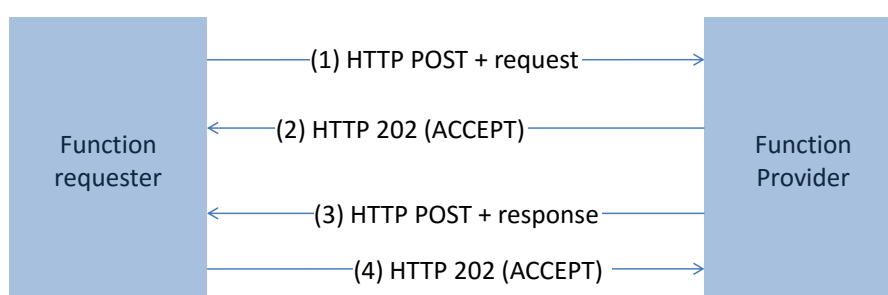 (1) HTTP POST + request
(2) HTTP 202 (ACCEPT)
Function
requester
Function
Provider
(3) HTTP POST + response
(4) HTTP 202 (ACCEPT)